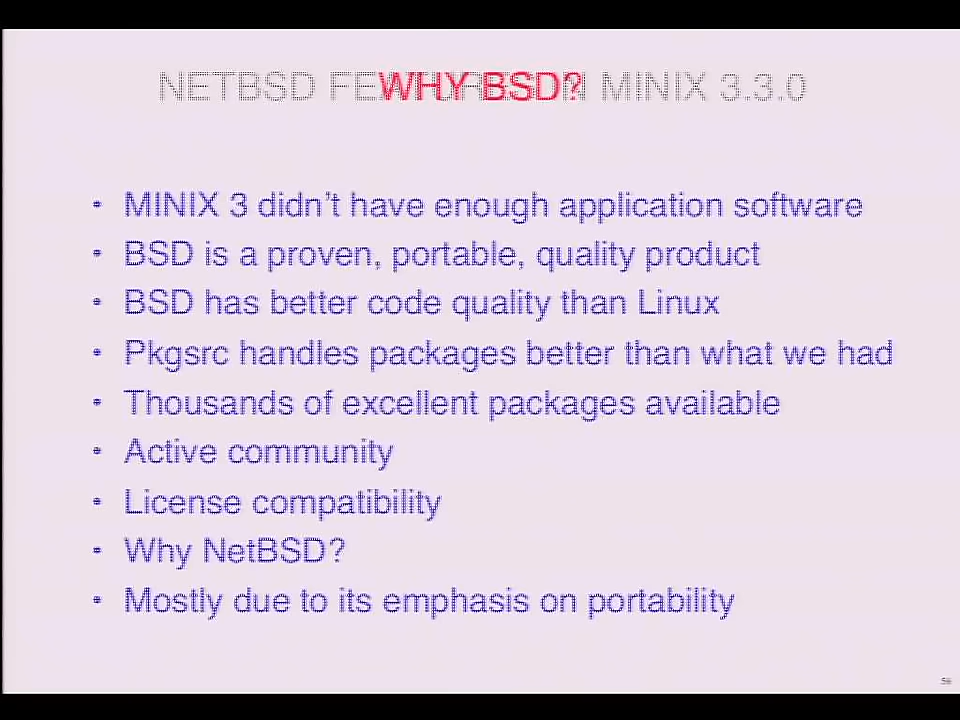 NETBSD FE WHY BSD? N MINIX 3.3.0
• MINIX 3 didn't have enough application software
• BSD is a proven, portable, quality product
• BSD has better code quality than Linux
• Pkgsrc handles packages better than what we had
• Thousands of excellent packages available
• Active community
• License compatibility
• Why NetBSD?
• Mostly due to its emphasis on portability